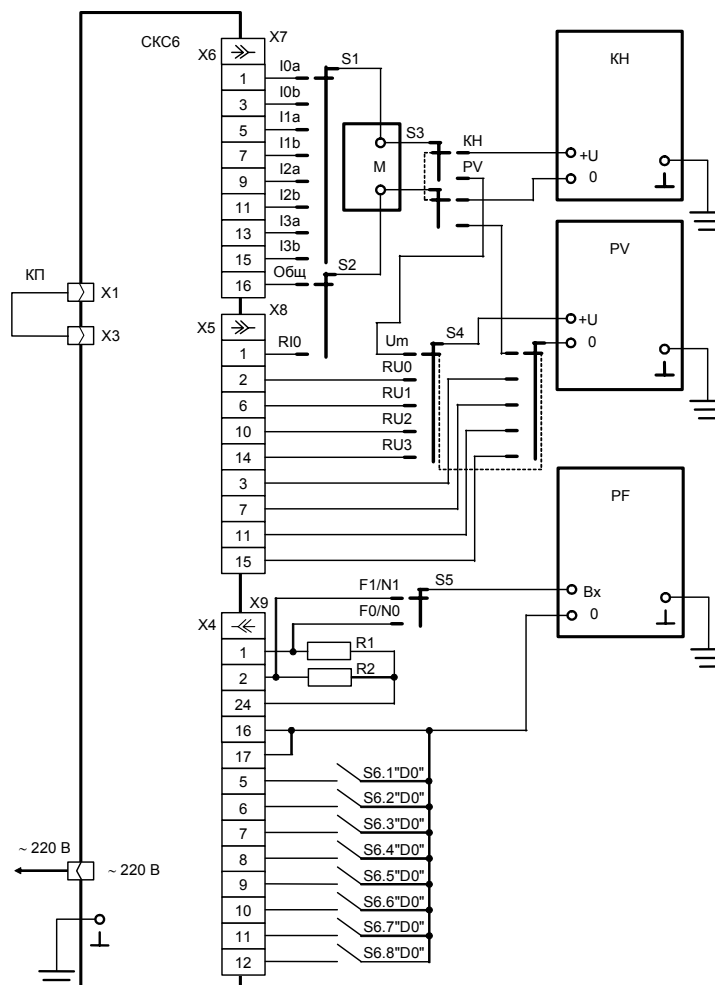 СКС6
X6
X7
1
I0a
3
I0b
5
I1a
7
I1b
9
I2a
11
I2b
13
I3a
15
I3b
16
Общ
S1
S2
M
S3
КН
PV
КН
+U
0
PV
+U
0
КП
X1
X3
X5
X8
1
RI0
Um
S4
2
RU0
6
RU1
10
RU2
14
RU3
3
7
11
15
PF
Вх
0
X4
X9
F1/N1
S5
F0/N0
1
R1
2
R2
24
16
17
5
S6.1"D0"
6
S6.2"D0"
7
S6.3"D0"
8
S6.4"D0"
9
S6.5"D0"
10
S6.6"D0"
11
S6.7"D0"
12
S6.8"D0"
~ 220 В
~ 220 В